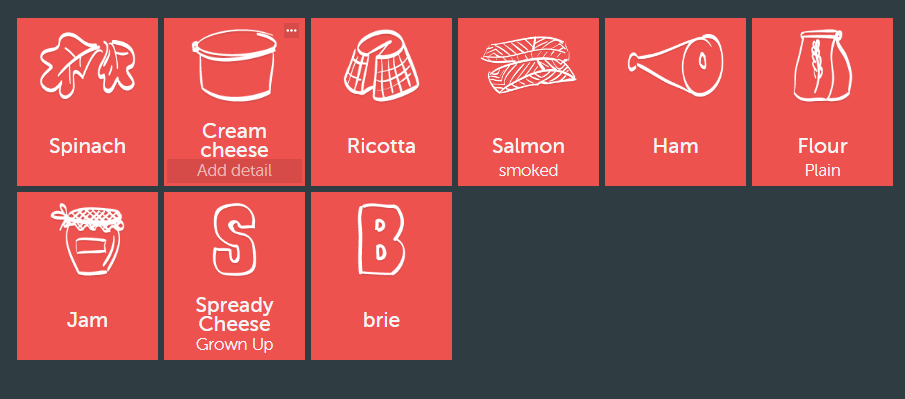 Spinach
Cream
cheese
Add detail
Ricotta
Salmon
smoked
Ham
Flour
Plain
Jam
S
Spready
Cheese
Grown Up
B
brie